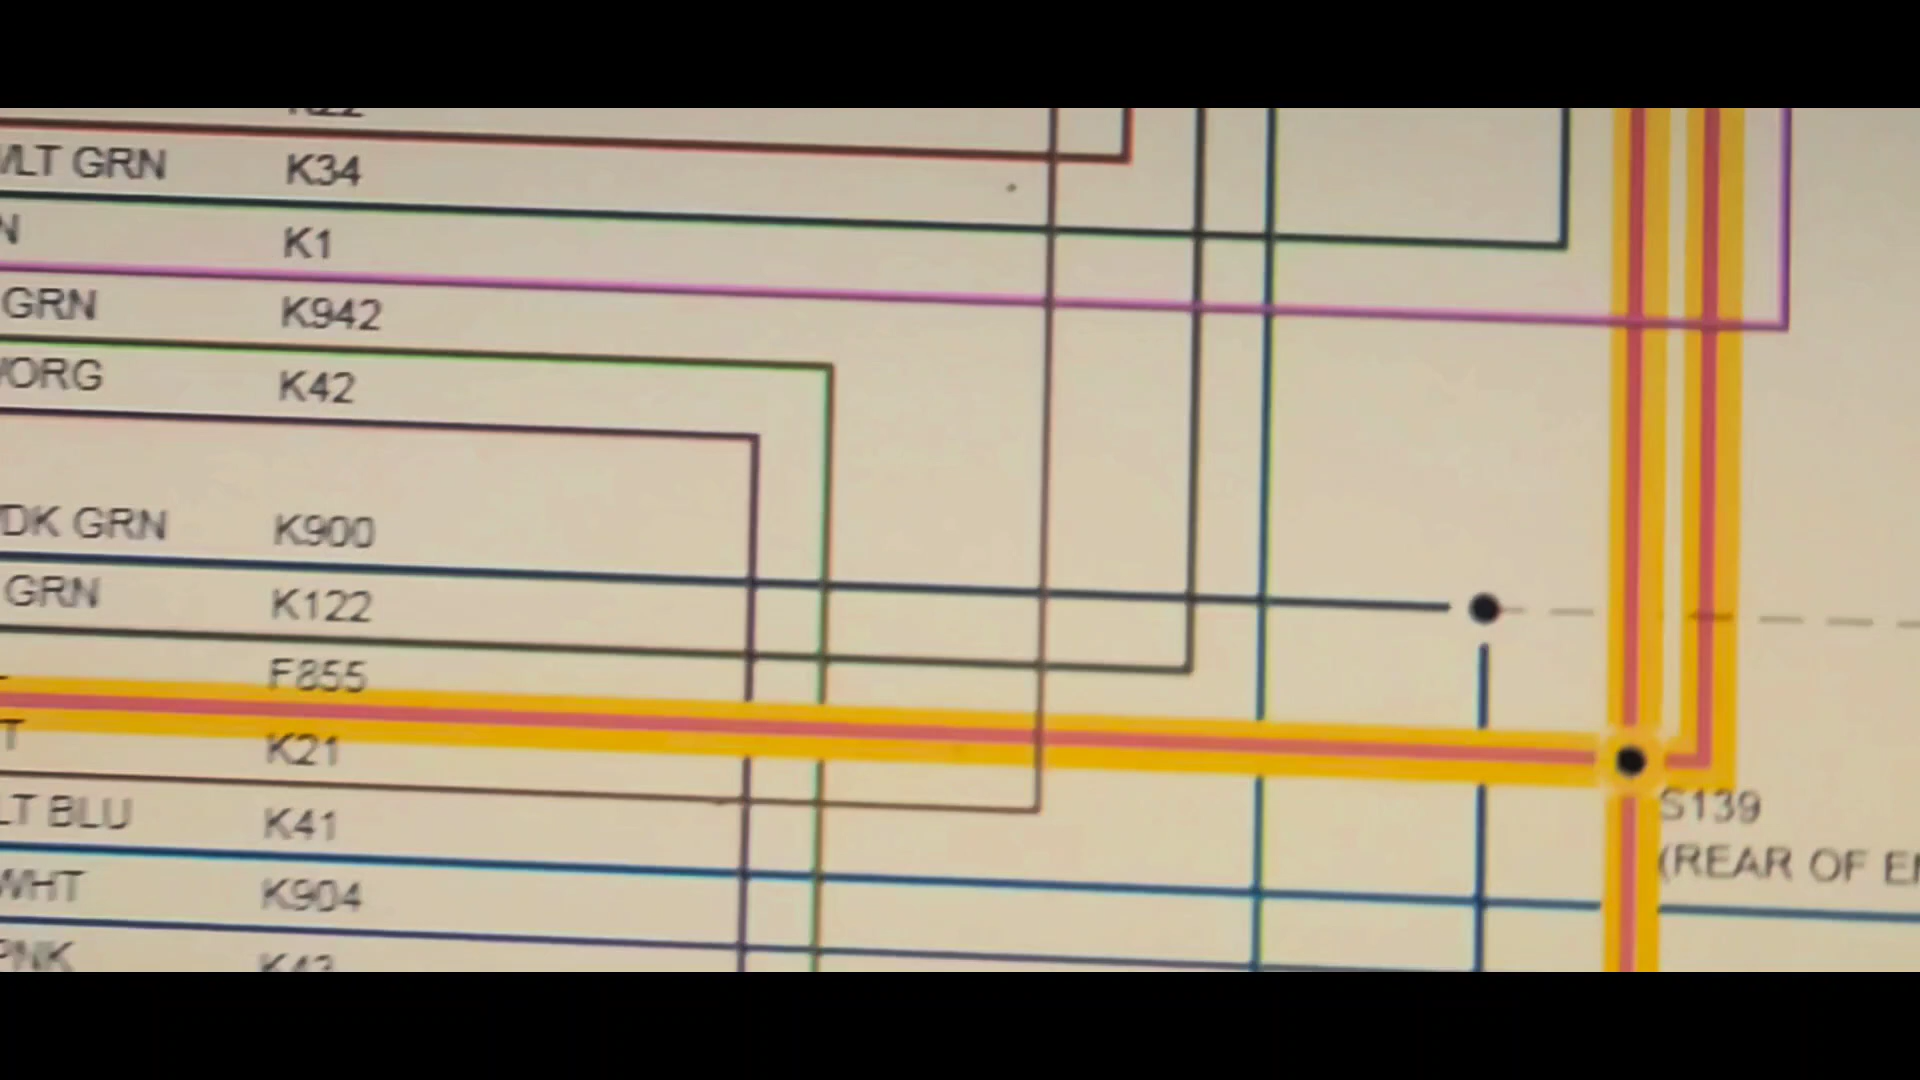 /LT GRN K34
N K1
GRN K942
/ORG K42
/DK GRN K900
GRN K122
F855
T K21
LT BLU K41
WHT K904
PNK
S139
(REAR OF